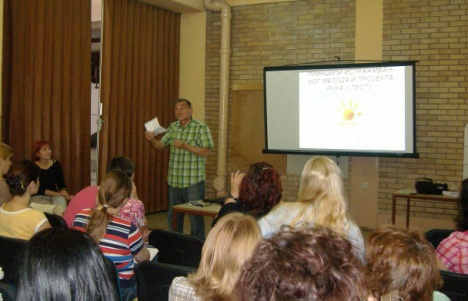 ПРИНЦИПИ ИСТРАЖИВАЧ
КОГ МЕТОДА И ПРОЈЕКТА
РУКА У ТЕСТУ